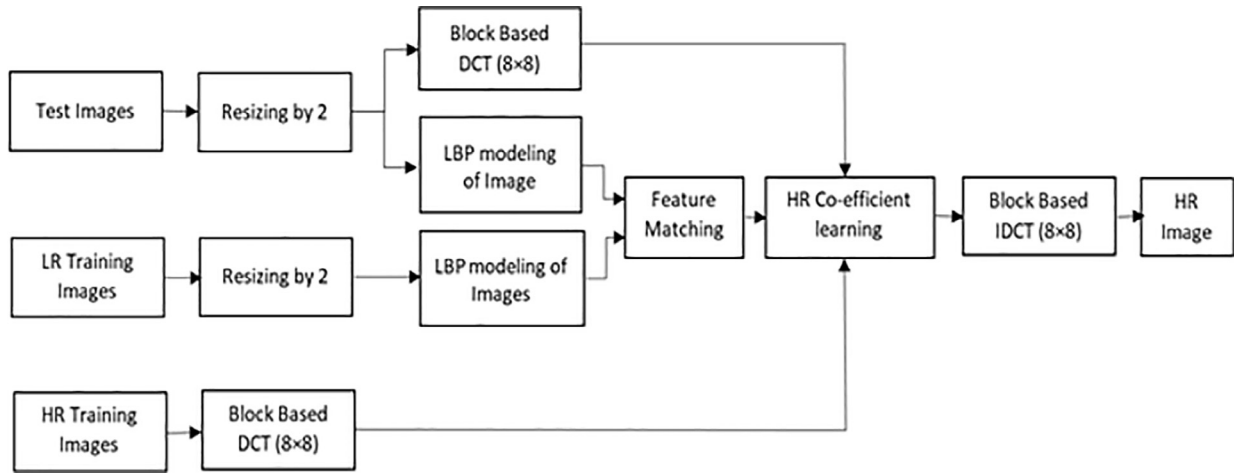 Block Based
DCT (8×8)
Test Images
Resizing by 2
LBP modeling
of Image
Feature
Matching
HR Co-efficient
learning
Block Based
IDCT (8×8)
HR
Image
LR Training
Images
Resizing by 2
LBP modeling of
Images
HR Training
Images
Block Based
DCT (8×8)